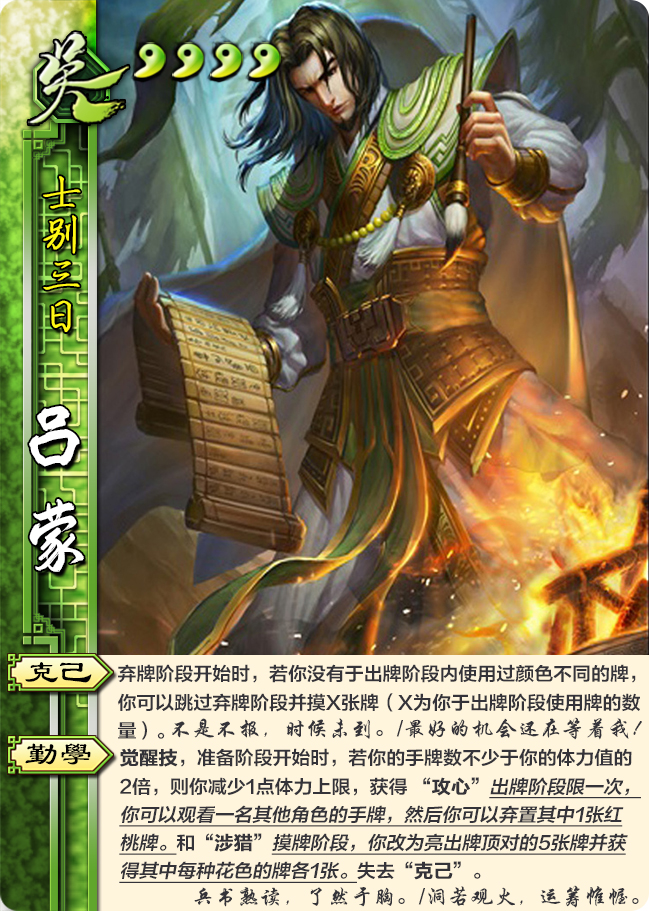 吴
士别三日
吕蒙
克己
弃牌阶段开始时，若你没有于出牌阶段内使用过颜色不同的牌，
你可以跳过弃牌阶段并摸X张牌（X为你于出牌阶段使用牌的数
量）。不是不报，时候未到。/最好的机会还在等着我！
勤學
觉醒技，准备阶段开始时，若你的手牌数不少于你的体力值的
2倍，则你减少1点体力上限，获得“攻心”出牌阶段限一次，
你可以观看一名其他角色的手牌，然后你可以弃置其中1张红
桃牌。和“涉猎”摸牌阶段，你改为亮出牌顶对的5张牌并获
得其中每种花色的牌各1张。失去“克己”。
兵书熟读，了然于胸。/洞若观火，运筹帷幄。